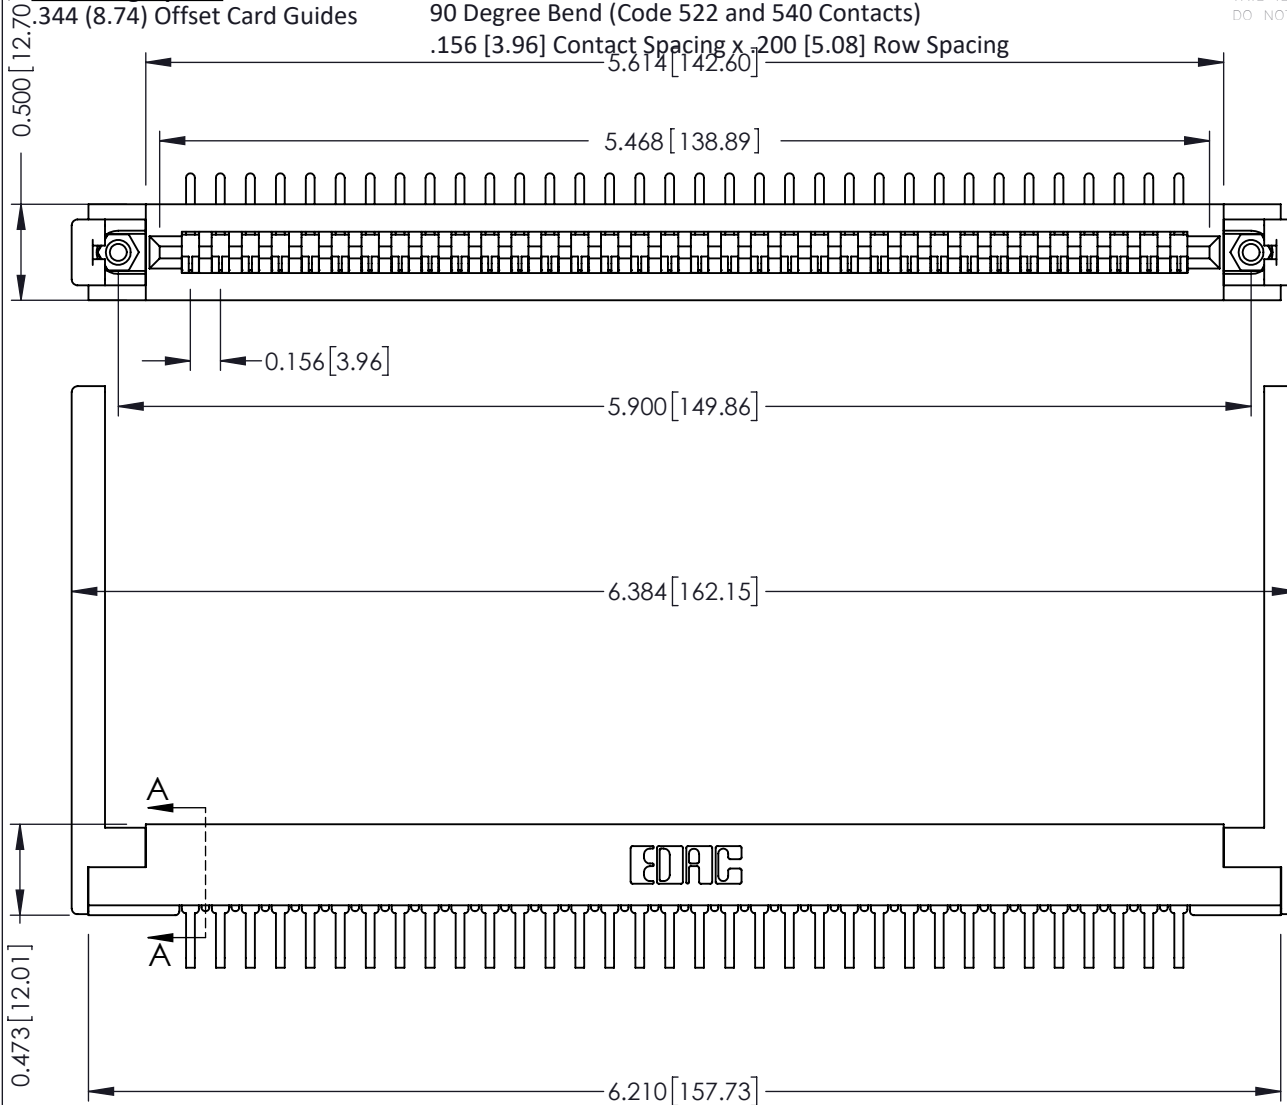 .344 (8.74) Offset Card Guides
90 Degree Bend (Code 522 and 540 Contacts)
.156 [3.96] Contact Spacing x .200 [5.08] Row Spacing
DO NOT
0.500 [12.70]
5.614 [142.60]
5.468 [138.89]
0.156 [3.96]
5.900 [149.86]
6.384 [162.15]
A
EDAC
A
0.473 [12.01]
6.210 [157.73]